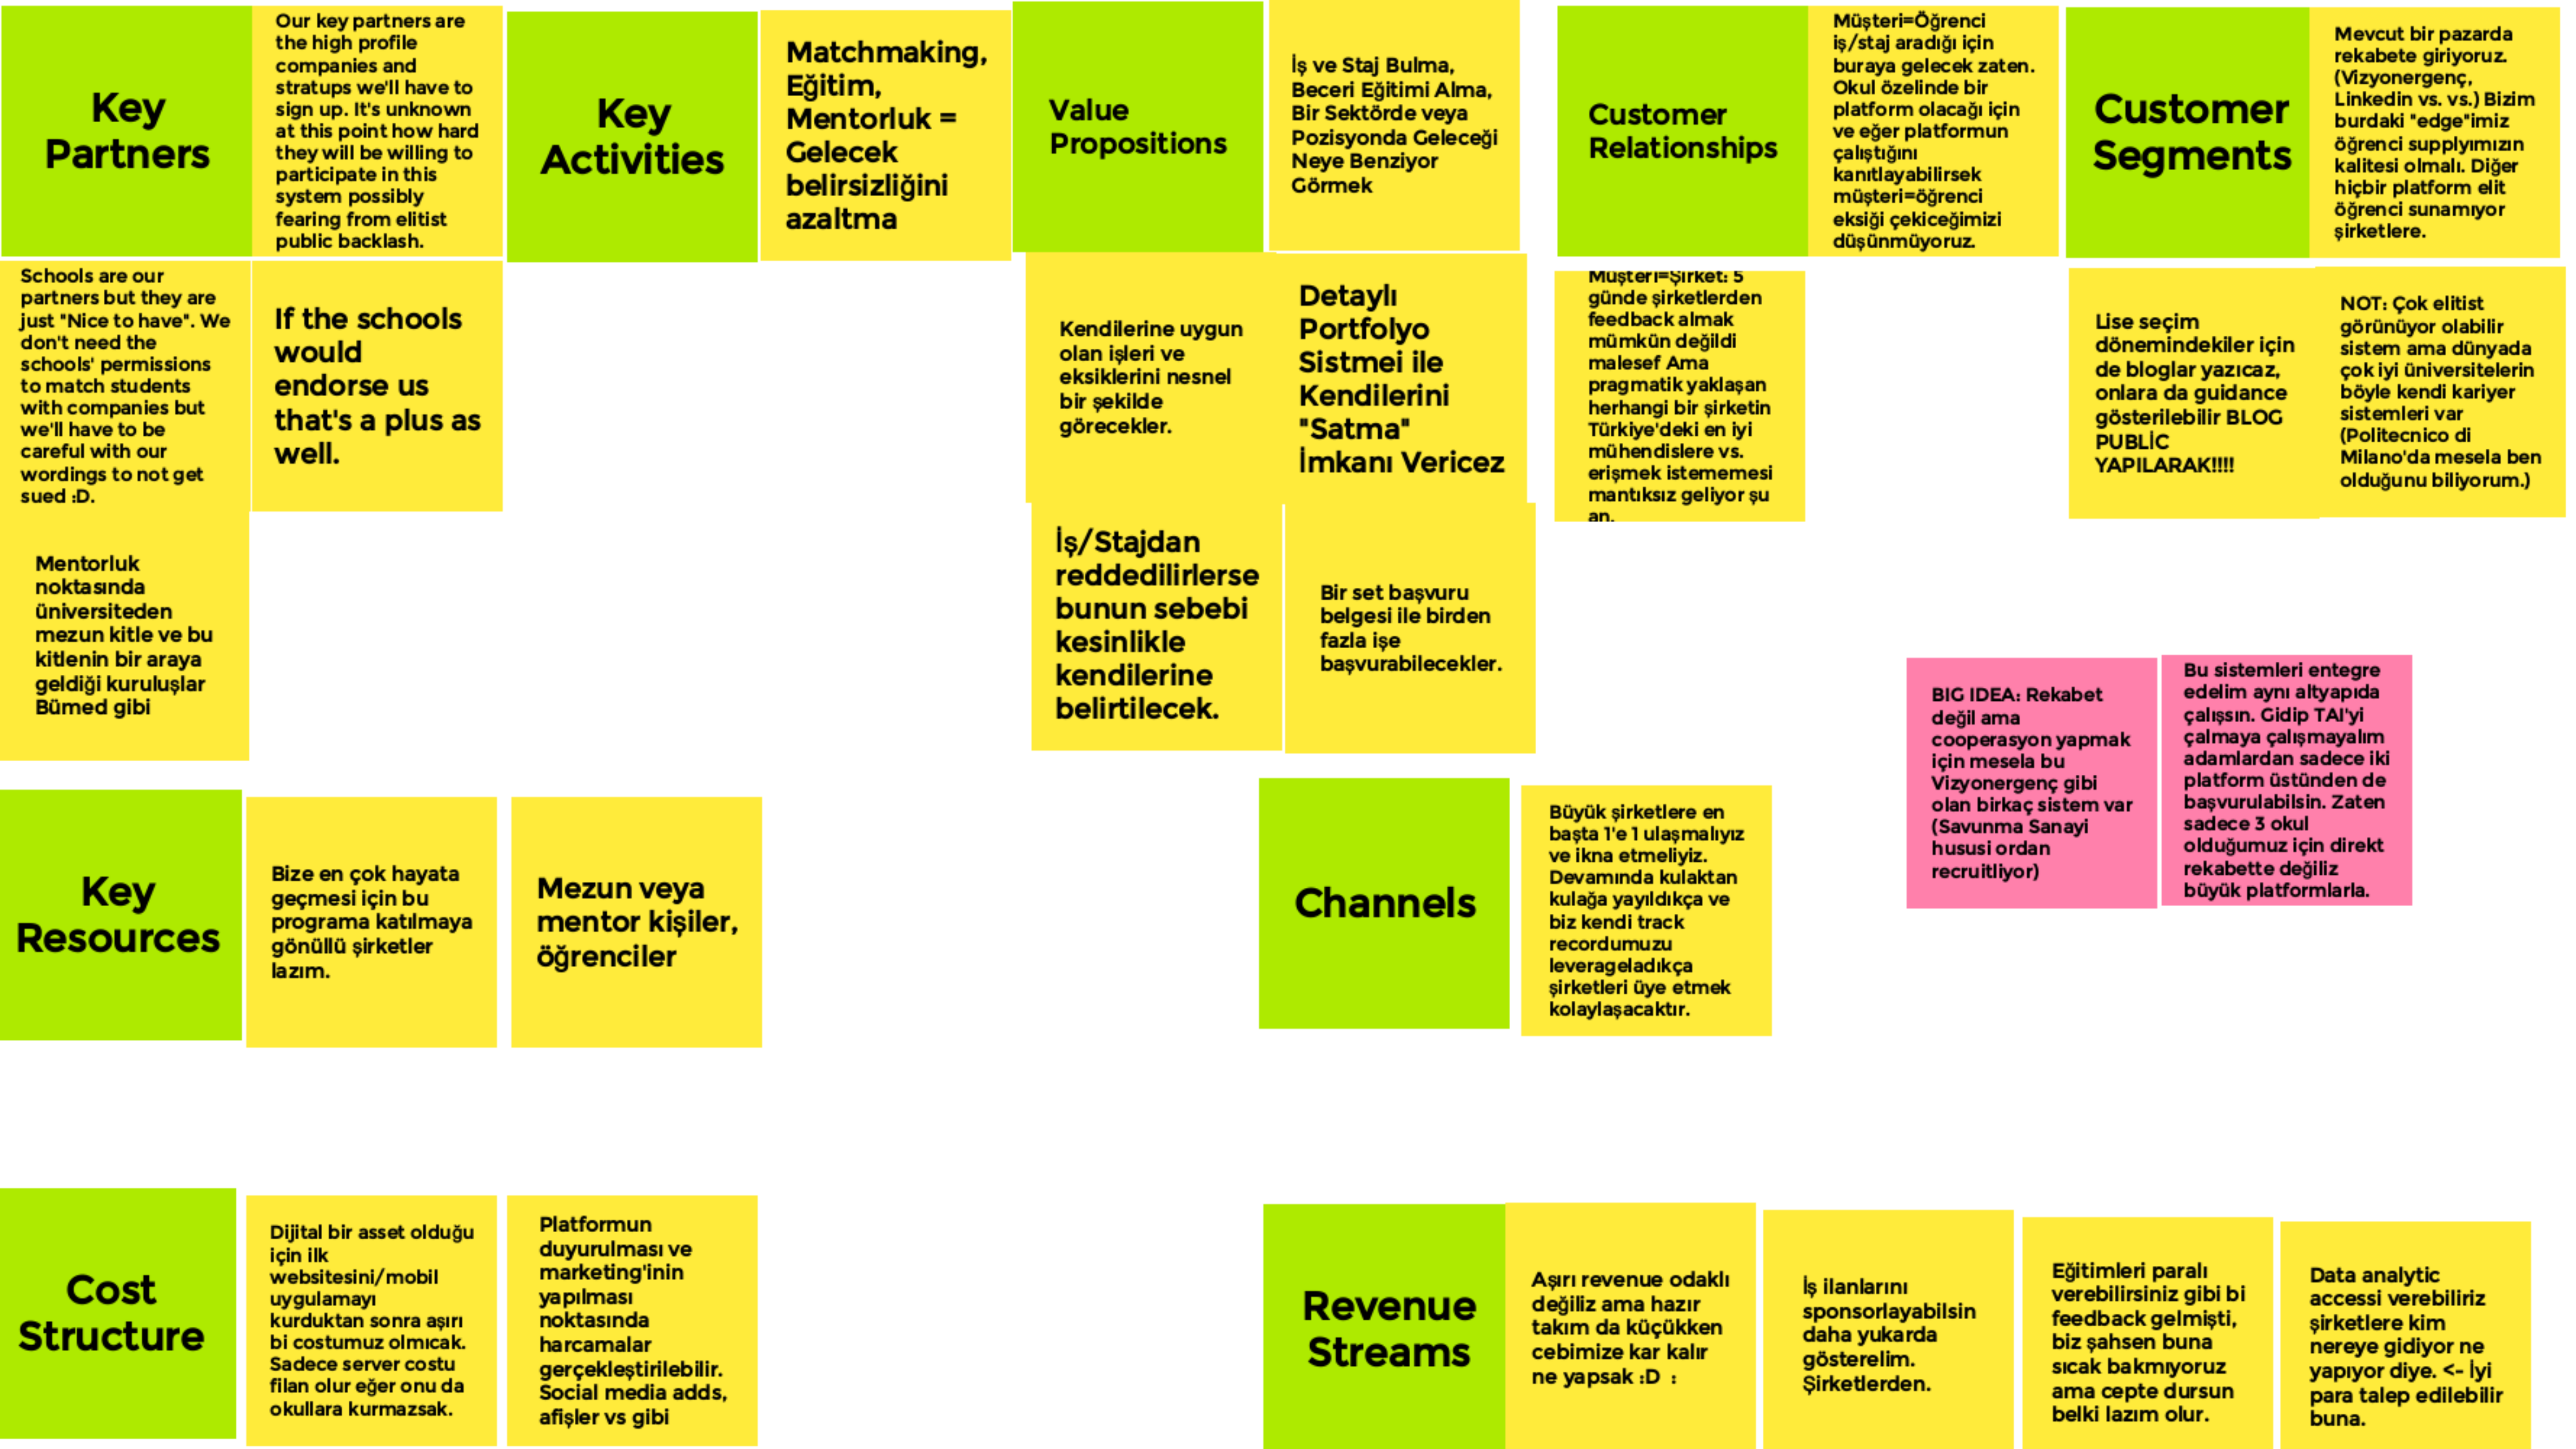 Key
Partners
Our key partners are
the high profile
companies and
stratups we'll have to
sign up. It's unknown
at this point how hard
they will be willing to
participate in this
system possibly
fearing from elitist
public backlash.
Schools are our
partners but they are
just "Nice to have". We
don't need the
schools' permissions
to match students
with companies but
we'll have to be
careful with our
wordings to not get
sued :D.
If the schools
would
endorse us
that's a plus as
well.
Mentorluk
noktasında
üniversiteden
mezun kitle ve bu
kitlenin bir araya
geldiği kuruluşlar
Bümed gibi
Key
Activities
Matchmaking,
Eğitim,
Mentorluk =
Gelecek
belirsizliğini
azaltma
Value
Propositions
İş ve Staj Bulma,
Beceri Eğitimi Alma,
Bir Sektörde veya
Pozisyonda Geleceği
Neye Benziyor
Görmek
Kendilerine uygun
olan işleri ve
eksiklerini nesnel
bir şekilde
görecekler.
Detaylı
Portfolyo
Sistmei ile
Kendilerini
"Satma"
İmkanı Vericez
İş/Stajdan
reddedilirlerse
bunun sebebi
kesinlikle
kendilerine
belirtilecek.
Bir set başvuru
belgesi ile birden
fazla işe
başvurabilecekler.
Customer
Relationships
Müşteri=Öğrenci
iş/staj aradığı için
buraya gelecek zaten.
Okul özelinde bir
platform olacağı için
ve eğer platformun
çalıştığını
kanıtlayabilirsek
müşteri=öğrenci
eksiği çekiceğimizi
düşünmüyoruz.
Müşteri=Şirket: 5
günde şirketlerden
feedback almak
mümkün değildi
malesef Ama
pragmatik yaklaşan
herhangi bir şirketin
Türkiye'deki en iyi
mühendislere vs.
erişmek istememesi
mantıksız geliyor şu
an.
Customer
Segments
Mevcut bir pazarda
rekabete giriyoruz.
(Vizyonergenç,
Linkedin vs. vs.) Bizim
burdaki "edge"imiz
öğrenci supplyımızın
kalitesi olmalı. Diğer
hiçbir platform elit
öğrenci sunamıyor
şirketlere.
Lise seçim
dönemindekiler için
de bloglar yazıcaz,
onlara da guidance
gösterilebilir BLOG
PUBLİC
YAPILARAK!!!!
NOT: Çok elitist
görünüyor olabilir
sistem ama dünyada
çok iyi üniversitelerin
böyle kendi kariyer
sistemleri var
(Politecnico di
Milano'da mesela ben
olduğunu biliyorum.)
BIG IDEA: Rekabet
değil ama
cooperasyon yapmak
için mesela bu
Vizyonergenç gibi
olan birkaç sistem var
(Savunma Sanayi
hususi ordan
recruitliyor)
Bu sistemleri entegre
edelim aynı altyapıda
çalışsın. Gidip TAI'yi
çalmaya çalışmayalım
adamlardan sadece iki
platform üstünden de
başvurulabilsin. Zaten
sadece 3 okul
olduğumuz için direkt
rekabette değiliz
büyük platformlarla.
Key
Resources
Bize en çok hayata
geçmesi için bu
programa katılmaya
gönüllü şirketler
lazım.
Mezun veya
mentor kişiler,
öğrenciler
Channels
Büyük şirketlere en
başta 1'e 1 ulaşmalıyız
ve ikna etmeliyiz.
Devamında kulaktan
kulağa yayıldıkça ve
biz kendi track
recordumuzu
leverageladıkça
şirketleri üye etmek
kolaylaşacaktır.
Cost
Structure
Dijital bir asset olduğu
için ilk
websitesini/mobil
uygulamayı
kurduktan sonra aşırı
bi costumuz olmıcak.
Sadece server costu
filan olur eğer onu da
okullara kurmazsak.
Platformun
duyurulması ve
marketing'inin
yapılması
noktasında
harcamalar
gerçekleştirilebilir.
Social media adds,
afişler vs gibi
Revenue
Streams
Aşırı revenue odaklı
değiliz ama hazır
takım da küçükken
cebimize kar kalır
ne yapsak :D :
İş ilanlarını
sponsorlayabilsin
daha yukarda
gösterelim.
Şirketlerden.
Eğitimleri paralı
verebilirsiniz gibi bi
feedback gelmişti,
biz şahsen buna
sıcak bakmıyoruz
ama cepte dursun
belki lazım olur.
Data analytic
accessi verebiliriz
şirketlere kim
nereye gidiyor ne
yapıyor diye. <- İyi
para talep edilebilir
buna.